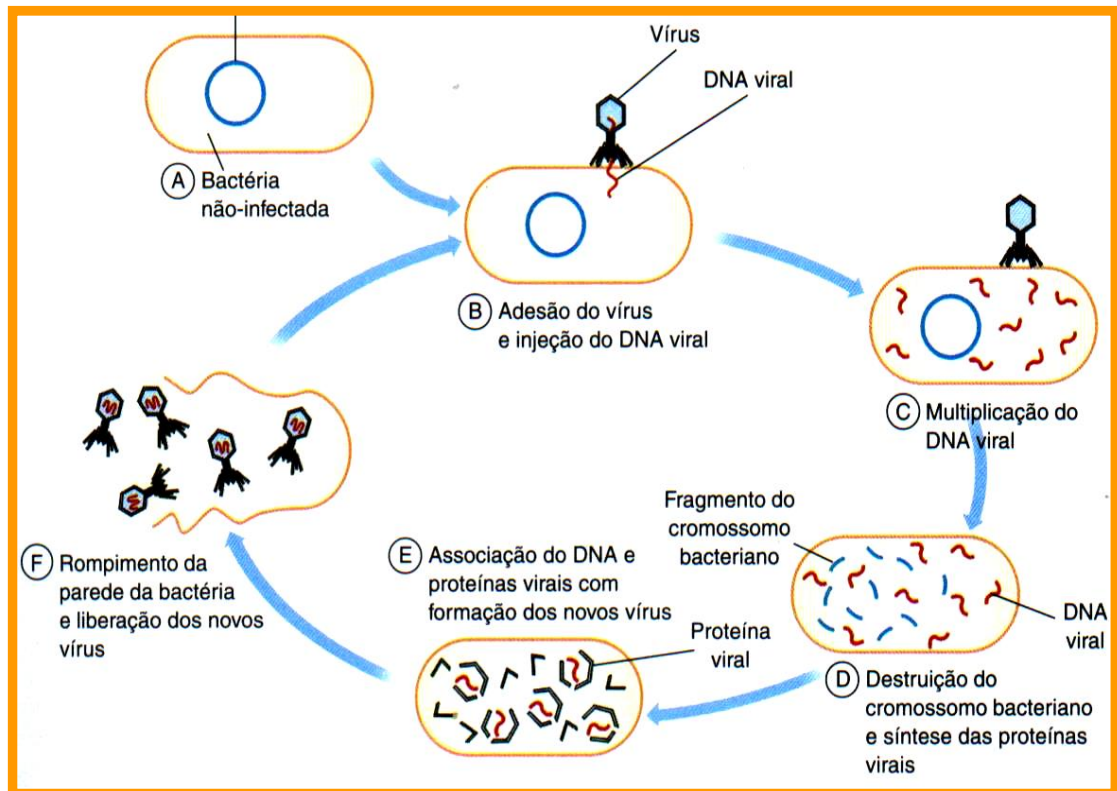 Vírus
DNA viral
A Bactéria
não-infectada
B Adesão do vírus
e injeção do DNA viral
C Multiplicação do
DNA viral
Fragmento do
cromossomo
bacteriano
DNA
viral
D Destruição do
cromossomo bacteriano
e síntese das proteínas
virais
E Associação do DNA e
proteínas virais com
formação dos novos vírus
Proteína
viral
F Rompimento da
parede da bactéria
e liberação dos novos
vírus